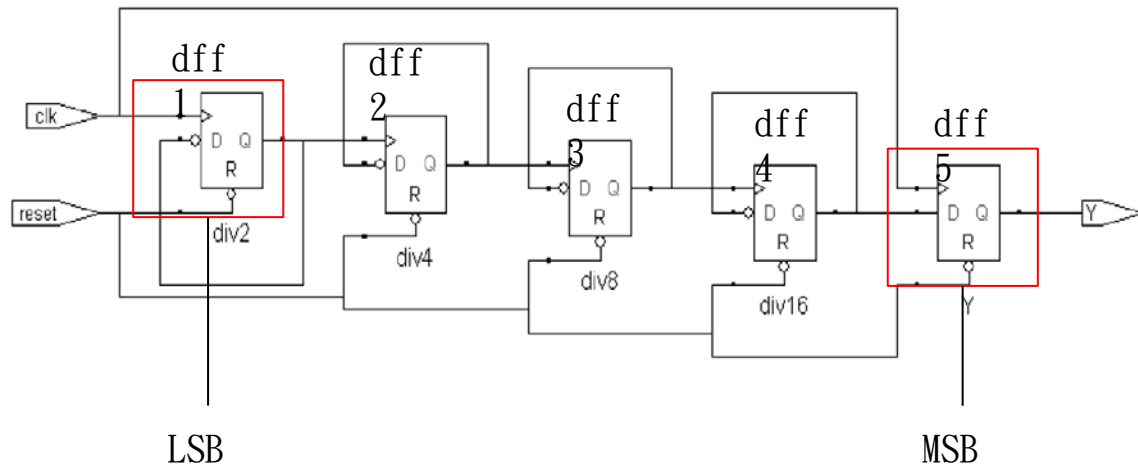 dff
1
clk
D Q
R
reset
div2
dff
2
D Q
R
div4
dff
3
D Q
R
div8
dff
4
D Q
R
div16
dff
5
D Q
R
Y
Y
LSB
MSB